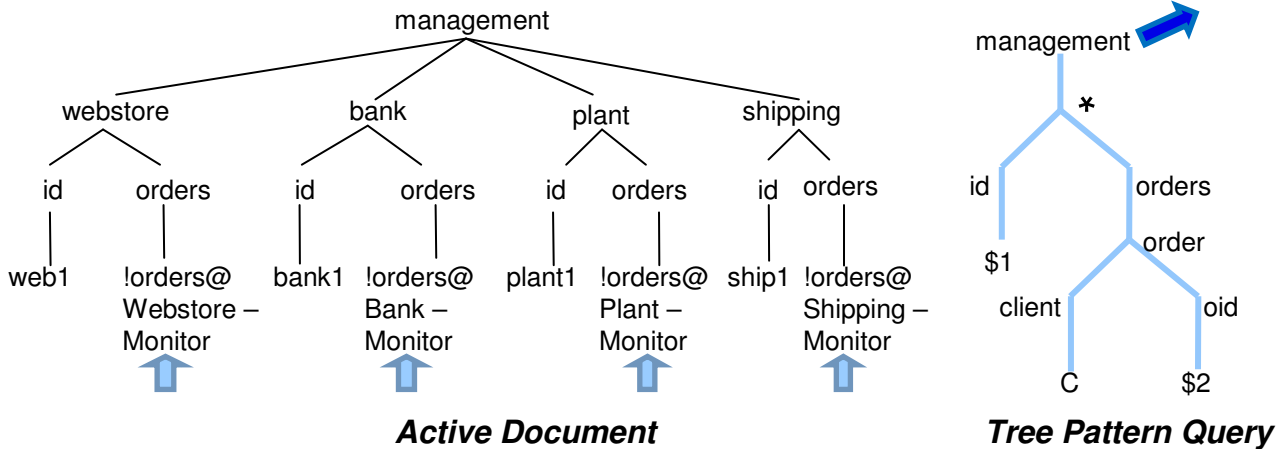 management
webstore bank plant shipping
id orders id orders id orders id orders
web1 !orders@ bank1 !orders@ plant1 !orders@ ship1 !orders@
Webstore – Bank – Plant – Shipping –
Monitor Monitor Monitor Monitor
Active Document
management
*
id orders
order
$1
client oid
C $2
Tree Pattern Query